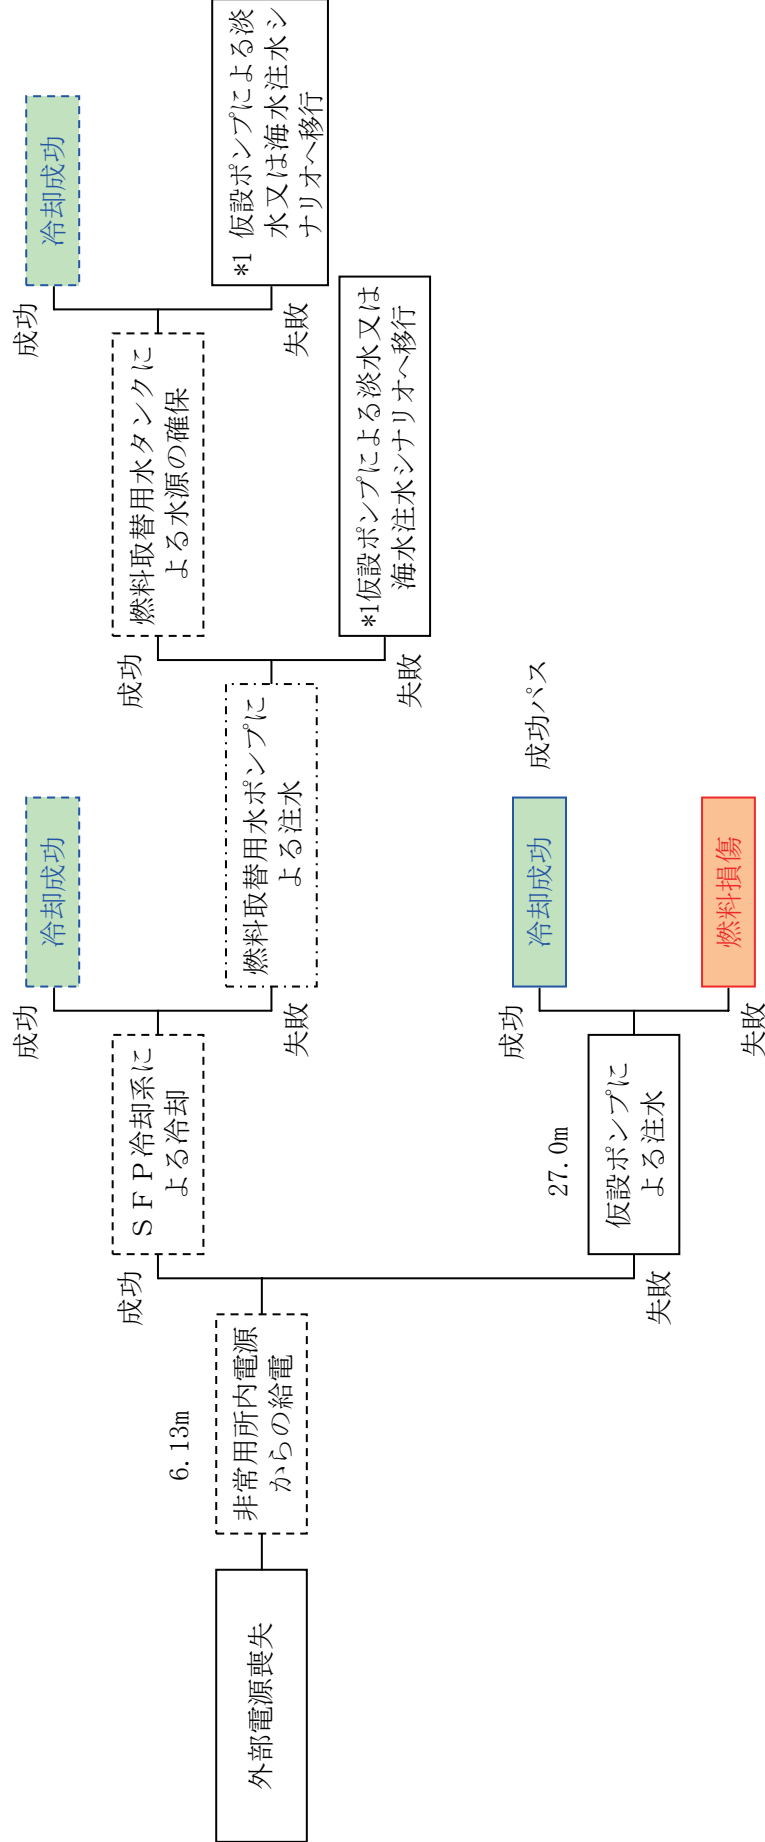 外部電源喪失
6.13m
非常用所内電源
からの給電
成功
失敗
ＳＦＰ冷却系に
よる冷却
成功
冷却成功
失敗
燃料取替用水ポンプに
よる注水
成功
燃料取替用水タンクに
よる水源の確保
成功
冷却成功
失敗
*1 仮設ポンプによる淡
水又は海水注水シ
ナリオへ移行
失敗
*1仮設ポンプによる淡水又は
海水注水シナリオへ移行
27.0m
仮設ポンプに
よる注水
成功
冷却成功
成功パス
失敗
燃料損傷